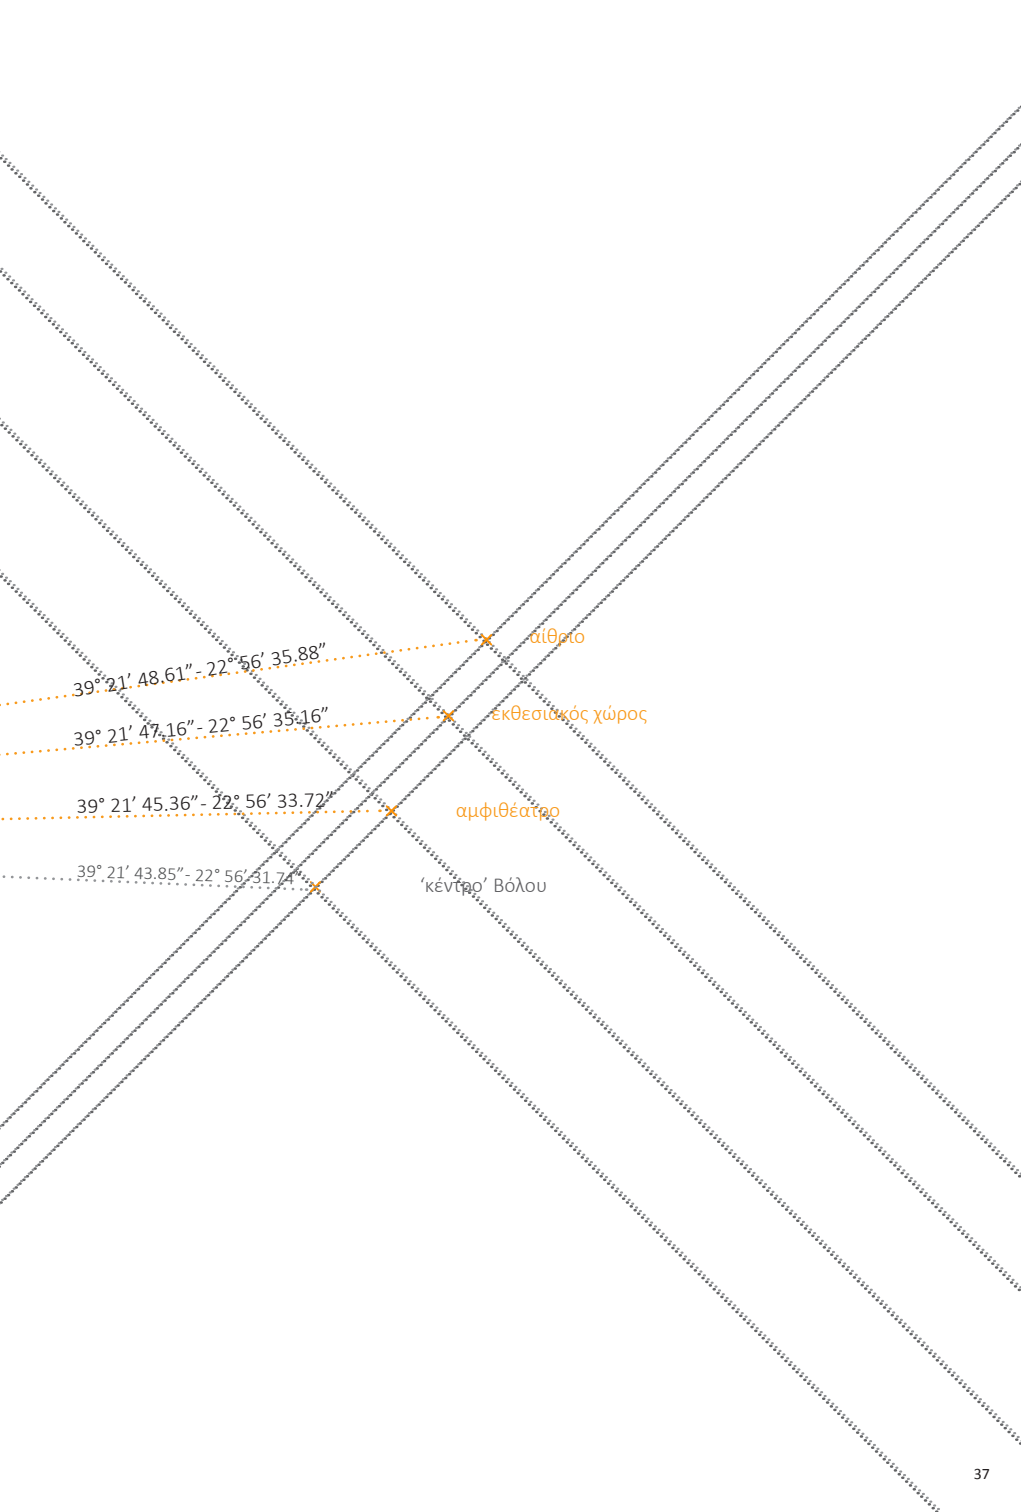 αίθριο
39° 21’ 48.61” - 22° 56’ 35.88”
εκθεσιακός χώρος
39° 21’ 47.16” - 22° 56’ 35.16”
αμφιθέατρο
39° 21’ 45.36” - 22° 56’ 33.72”
‘κέντρο’ Βόλου
39° 21’ 43.85” - 22° 56’ 31.74”
37